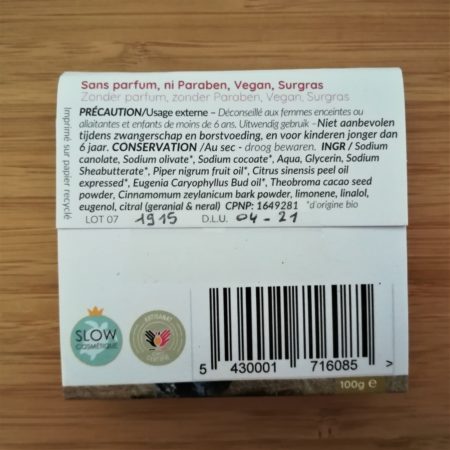 Sans parfum, ni Paraben, Vegan, Surgras
Zonder parfum, zonder Paraben, Vegan, Surgras
PRÉCAUTION/Usage externe – Déconseillé aux femmes enceintes ou
allaitantes et enfants de moins de 6 ans. Uitwendig gebruik –Niet aanbevolen
tijdens zwangerschap en borstvoeding, en voor kinderen jonger dan
6 jaar. CONSERVATION /Au sec - droog bewaren. INGR / Sodium
canolate, Sodium olivate*, Sodium cocoate*, Aqua, Glycerin, Sodium
Sheabutterate*, Piper nigrum fruit oil*, Citrus sinensis peel oil
expressed*, Eugenia Caryophyllus Bud oil*, Theobroma cacao seed
powder, Cinnamomum zeylanicum bark powder, limonene, linalol,
eugenol, citral (geranial & neral) CPNP: 1649281 *d'origine bio
LOT 07 1915 D.L.U. 04-21
Imprimé sur papier recyclé
SLOW
COSMÉTIQUE
ARTISANAT
CERTIFIÉ
5 430001 716085 >
100g e